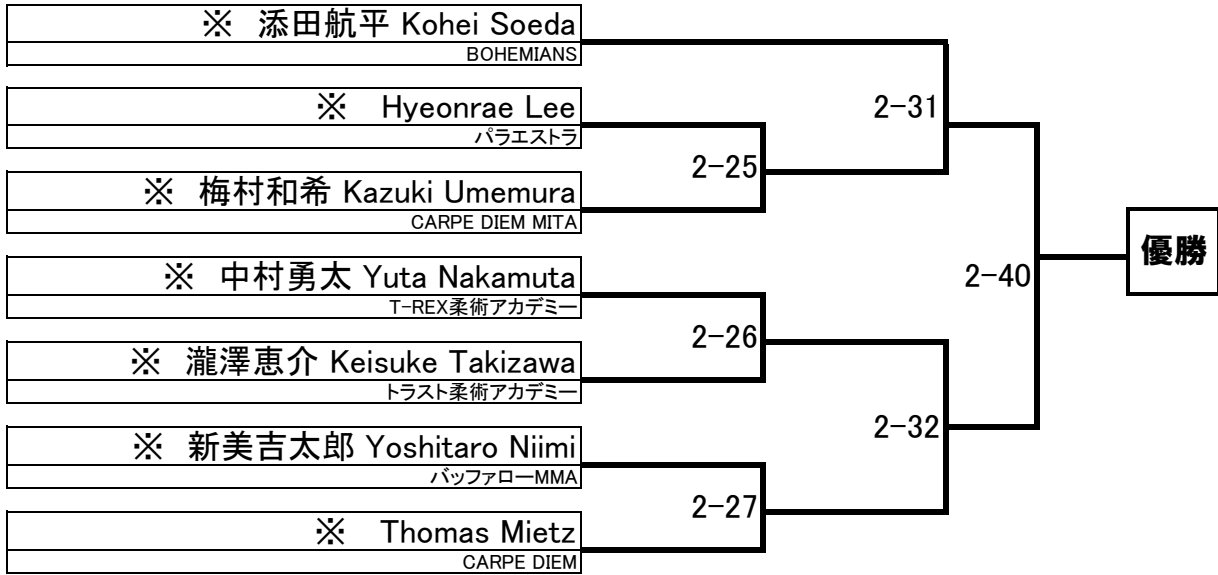 ※ 添田航平 Kohei Soeda
BOHEMIANS
※ Hyeonrae Lee
パラエストラ
※ 梅村和希 Kazuki Umemura
CARPE DIEM MITA
※ 中村勇太 Yuta Nakamuta
T-REX柔術アカデミー
※ 瀧澤恵介 Keisuke Takizawa
トラスト柔術アカデミー
※ 新美吉太郎 Yoshitaro Niimi
バッファローMMA
※ Thomas Mietz
CARPE DIEM
2-25
2-26
2-27
2-31
2-32
2-40
優勝